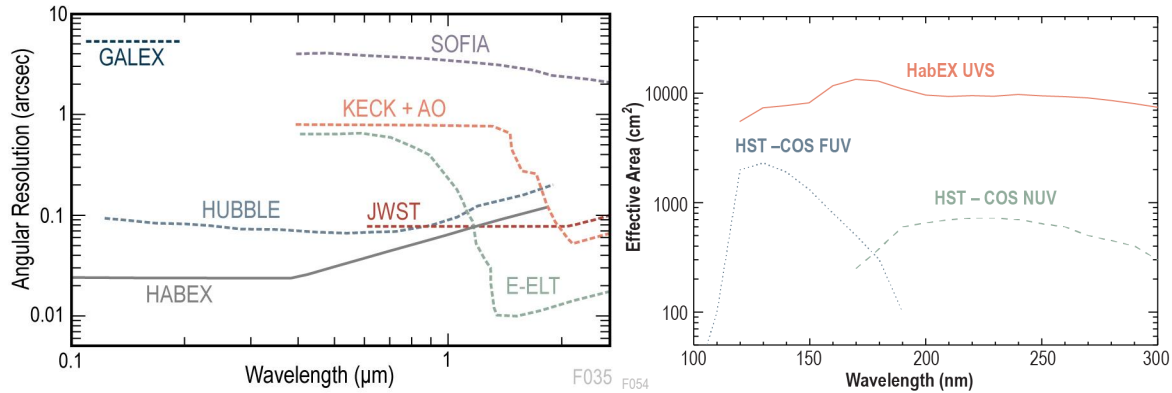 Angular Resolution (arcsec)
10
1
0.1
0.01
GALEX
SOFIA
KECK + AO
HUBBLE
JWST
HABEX
E-ELT
0.1
1
Wavelength (µm)
F035
F054
Effective Area (cm²)
10000
1000
100
HabEX UVS
HST –COS FUV
HST – COS NUV
100
150
200
250
300
Wavelength (nm)